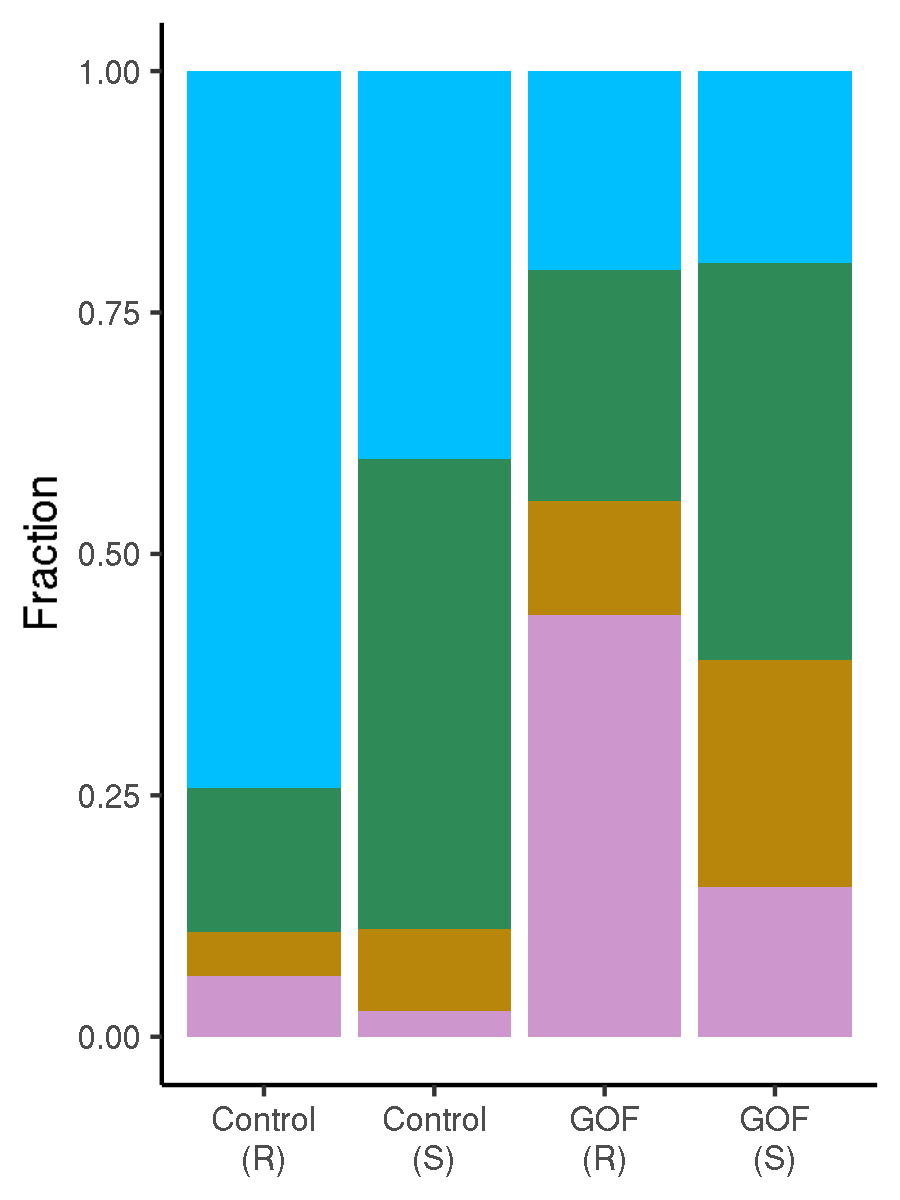 Fraction
1.00
0.75
0.50
0.25
0.00
Control
(R)
Control
(S)
GOF
(R)
GOF
(S)